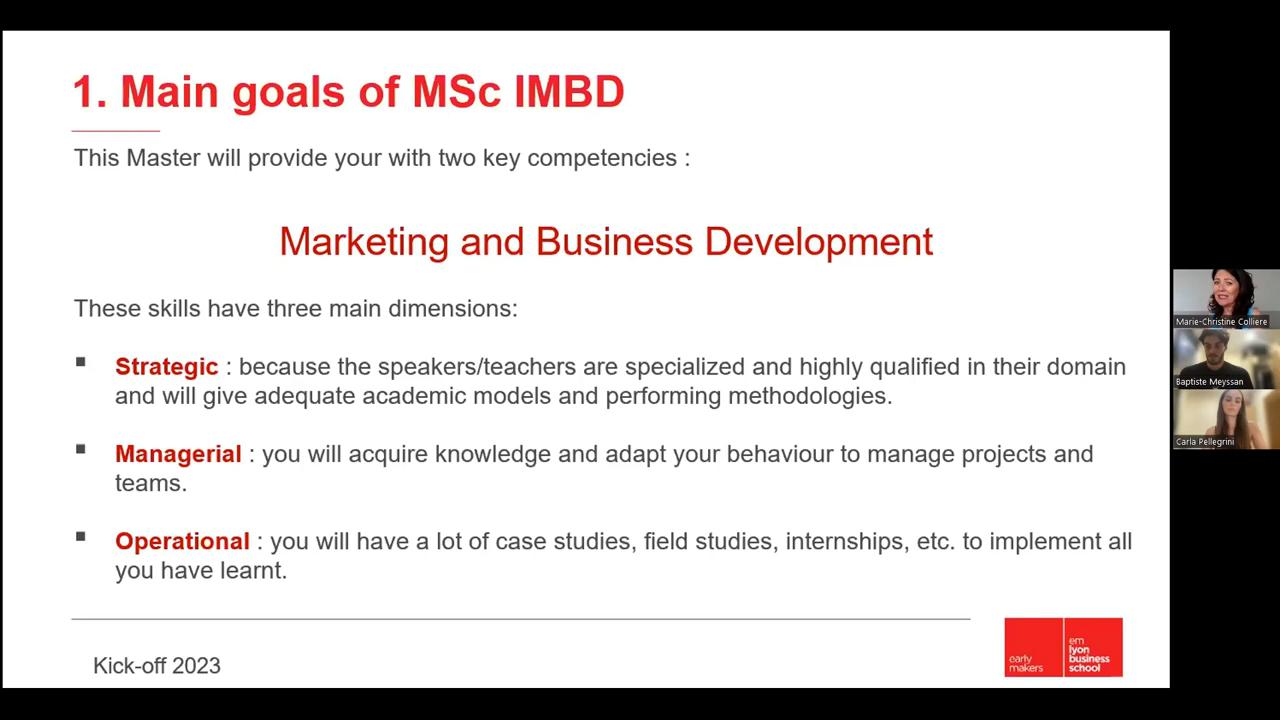 1. Main goals of MSc IMBD
This Master will provide your with two key competencies :
Marketing and Business Development
These skills have three main dimensions:
Strategic : because the speakers/teachers are specialized and highly qualified in their domain
and will give adequate academic models and performing methodologies.
Managerial : you will acquire knowledge and adapt your behaviour to manage projects and
teams.
Operational : you will have a lot of case studies, field studies, internships, etc. to implement all
you have learnt.
Kick-off 2023
early
makers
em
lyon
business
school
Marie-Christine Colliere
Baptiste Meyssan
Carla Pellegrini